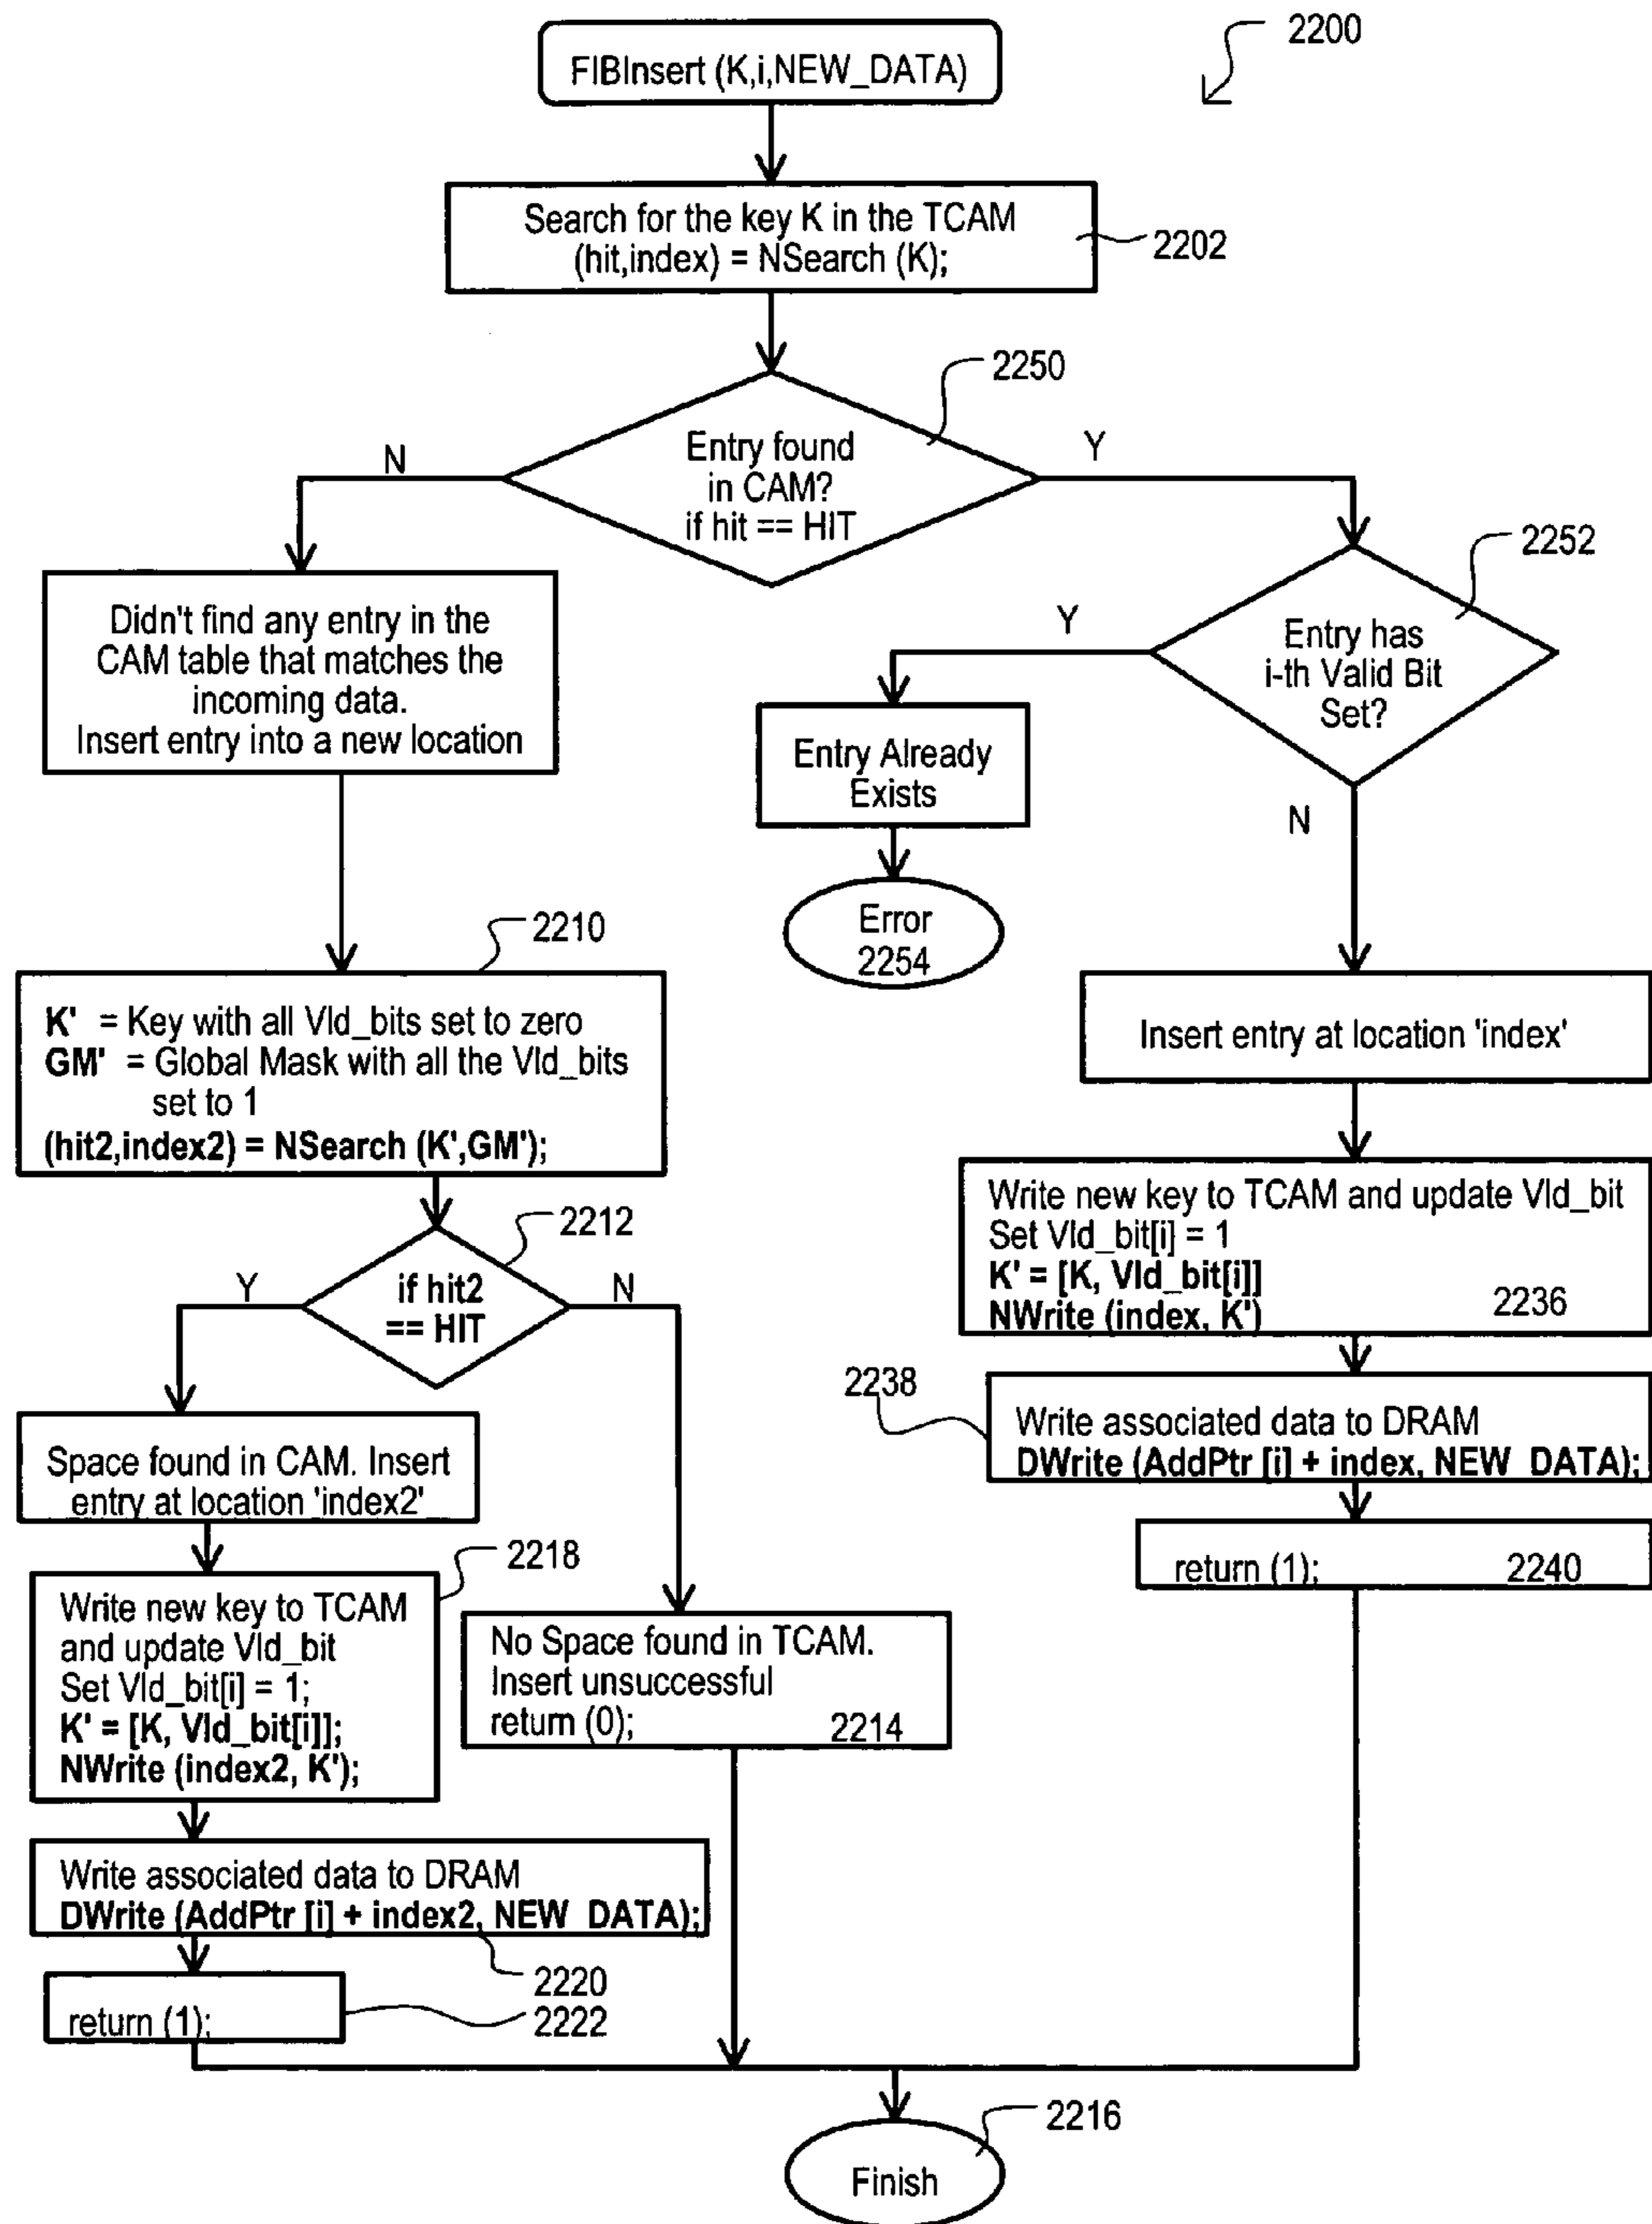 2200
FIBInsert (K,i,NEW_DATA)
Search for the key K in the TCAM
(hit,index) = NSearch (K);
2202
2250
Entry found
in CAM?
if hit == HIT
N
Y
2252
Entry has
i-th Valid Bit
Set?
Y
N
Didn't find any entry in the
CAM table that matches the
incoming data.
Insert entry into a new location
Entry Already
Exists
Error
2254
2210
K' = Key with all Vld_bits set to zero
GM' = Global Mask with all the Vld_bits
set to 1
(hit2,index2) = NSearch (K',GM');
Insert entry at location 'index'
Write new key to TCAM and update Vld_bit
Set Vld_bit[i] = 1
K' = [K, Vld_bit[i]]
NWrite (index, K')
2236
2212
if hit2
== HIT
Y
N
2238
Write associated data to DRAM
DWrite (AddPtr [i] + index, NEW_DATA);
return (1);
2240
Space found in CAM. Insert
entry at location 'index2'
2218
Write new key to TCAM
and update Vld_bit
Set Vld_bit[i] = 1;
K' = [K, Vld_bit[i]];
NWrite (index2, K');
No Space found in TCAM.
Insert unsuccessful
return (0);
2214
Write associated data to DRAM
DWrite (AddPtr [i] + index2, NEW_DATA);
2220
return (1);
2222
2216
Finish